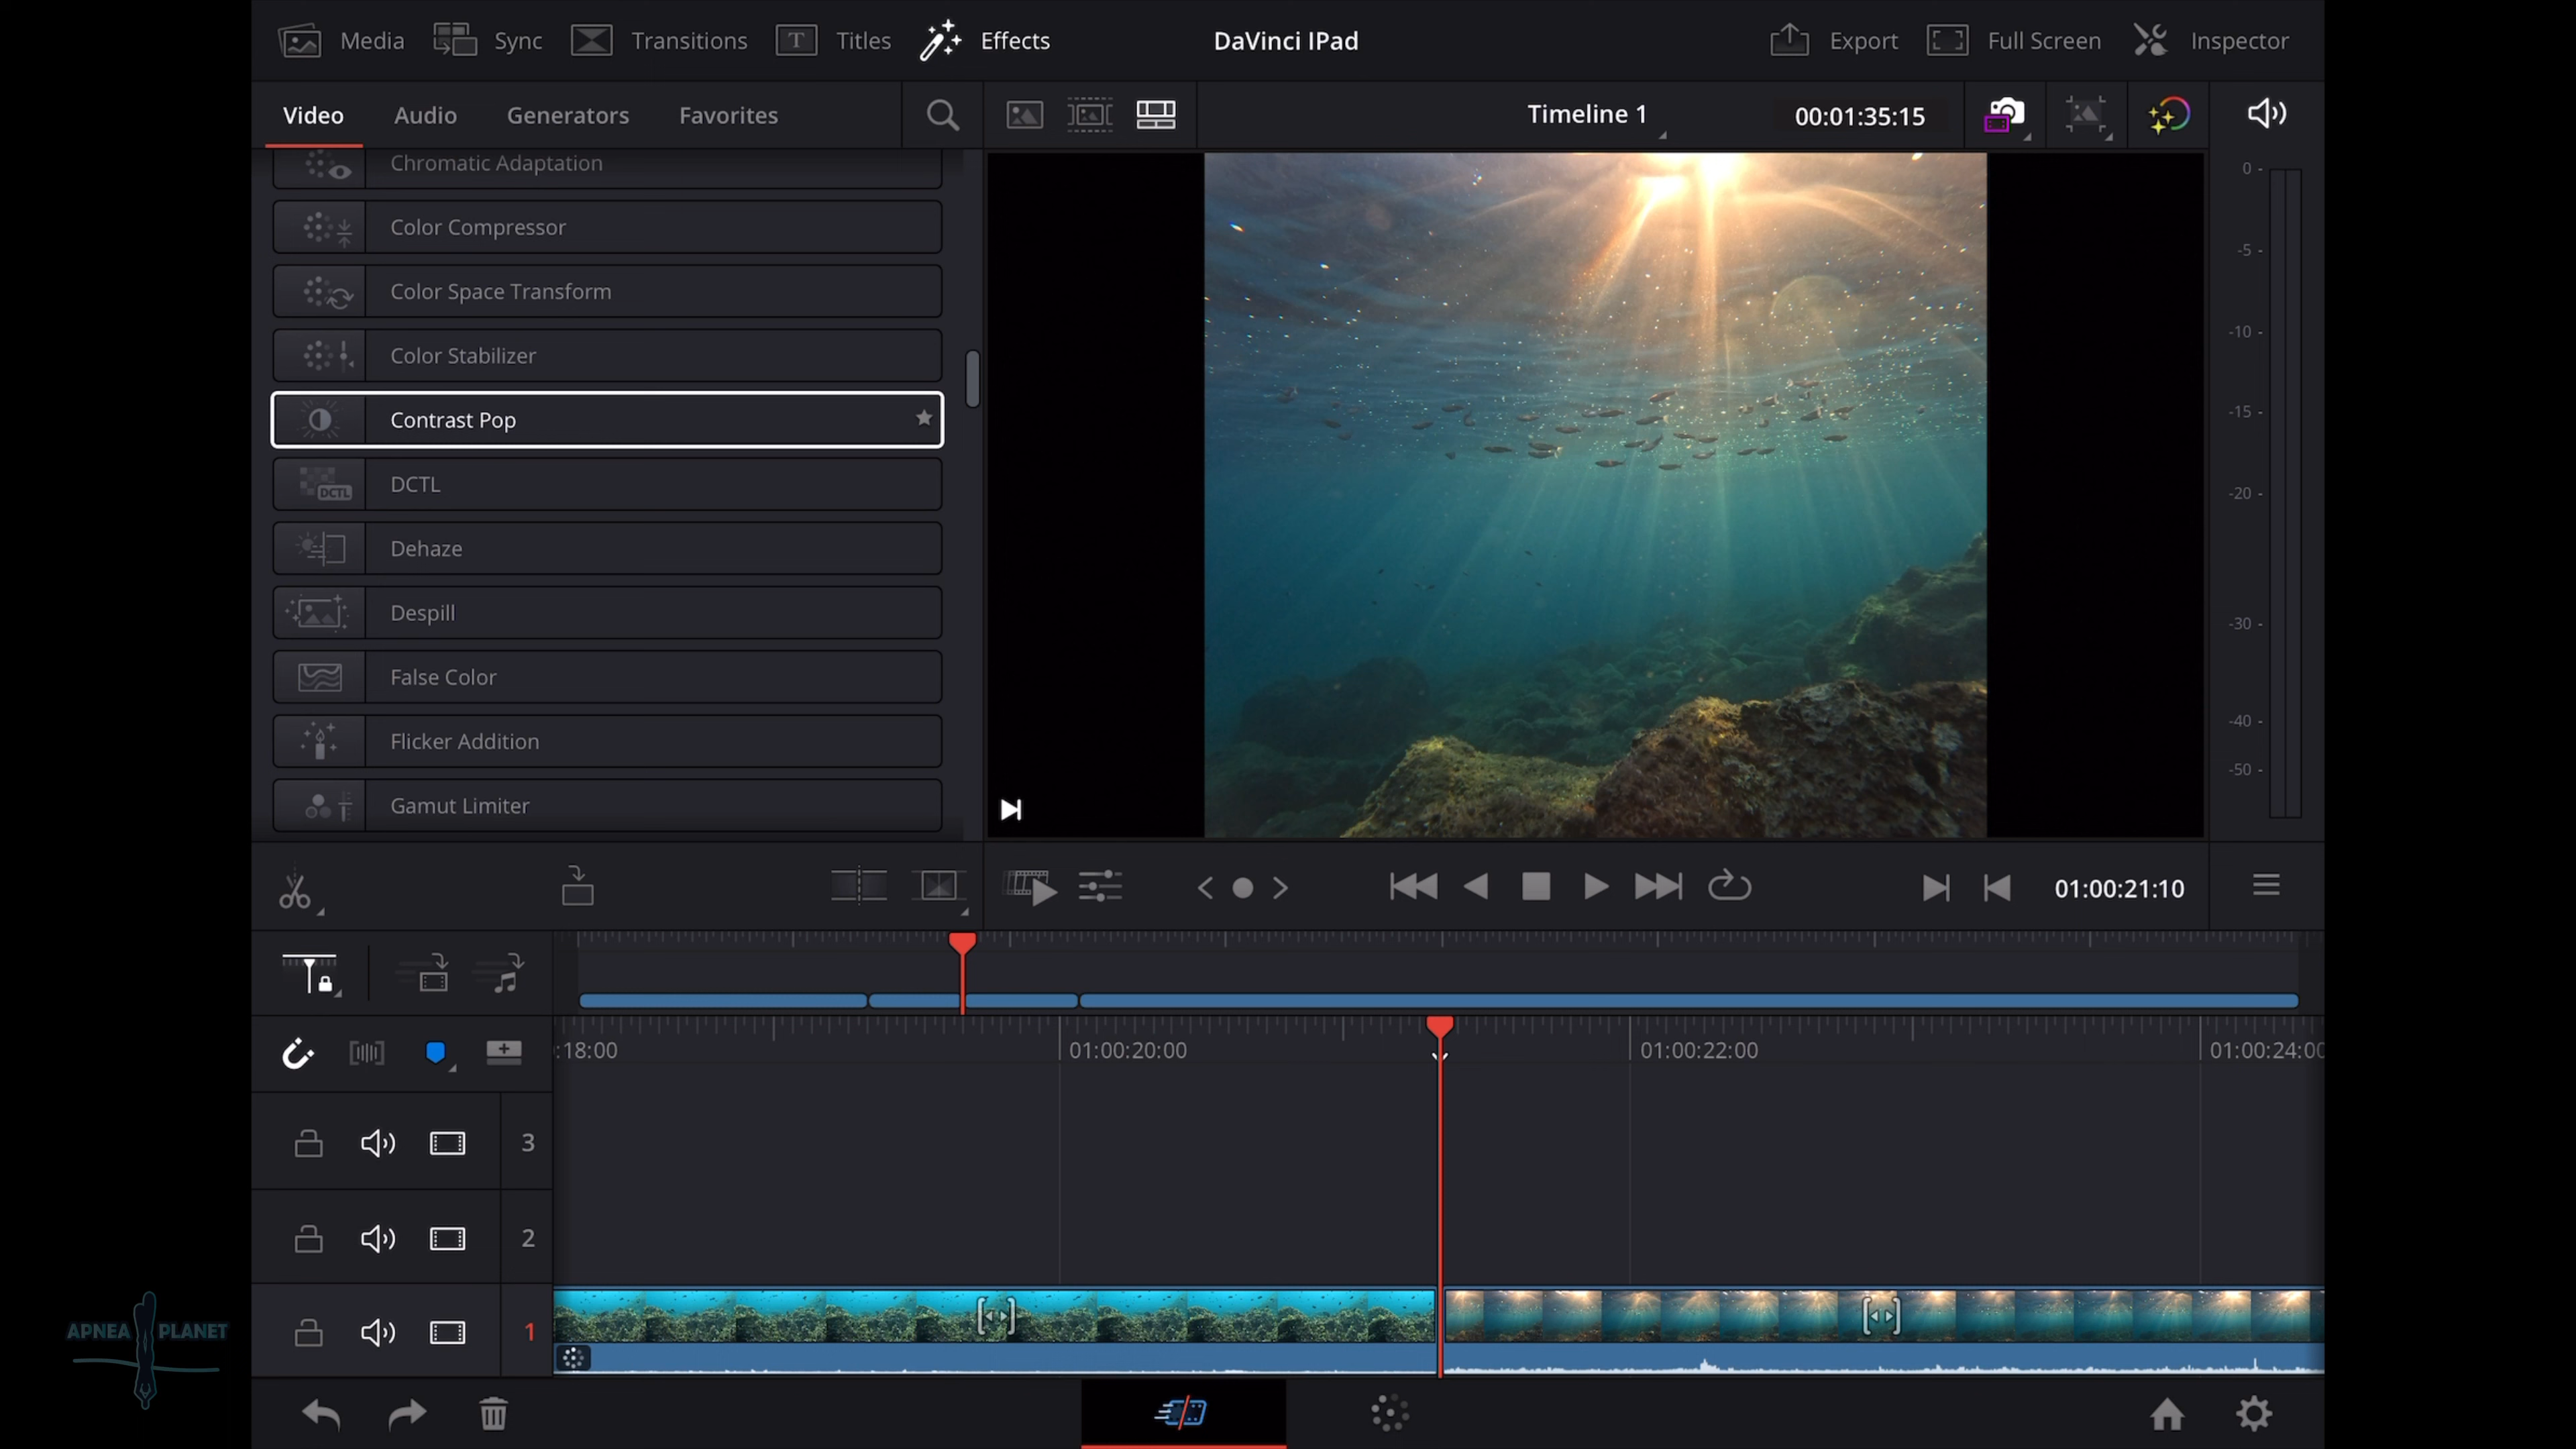 Media Sync Transitions Titles Effects DaVinci IPad Export Full Screen Inspector
T
Video Audio Generators Favorites Timeline 1 00:01:35:15
Chromatic Adaptation
Color Compressor
Color Space Transform
Color Stabilizer
Contrast Pop
DCTL DCTL
Dehaze
Despill
False Color
Flicker Addition
Gamut Limiter
0 -
-5 -
-10 -
-15 -
-20 -
-30 -
-40 -
-50 -
01:00:21:10
:18:00 01:00:20:00 01:00:22:00 01:00:24:00
3
2
1
APNEA PLANET